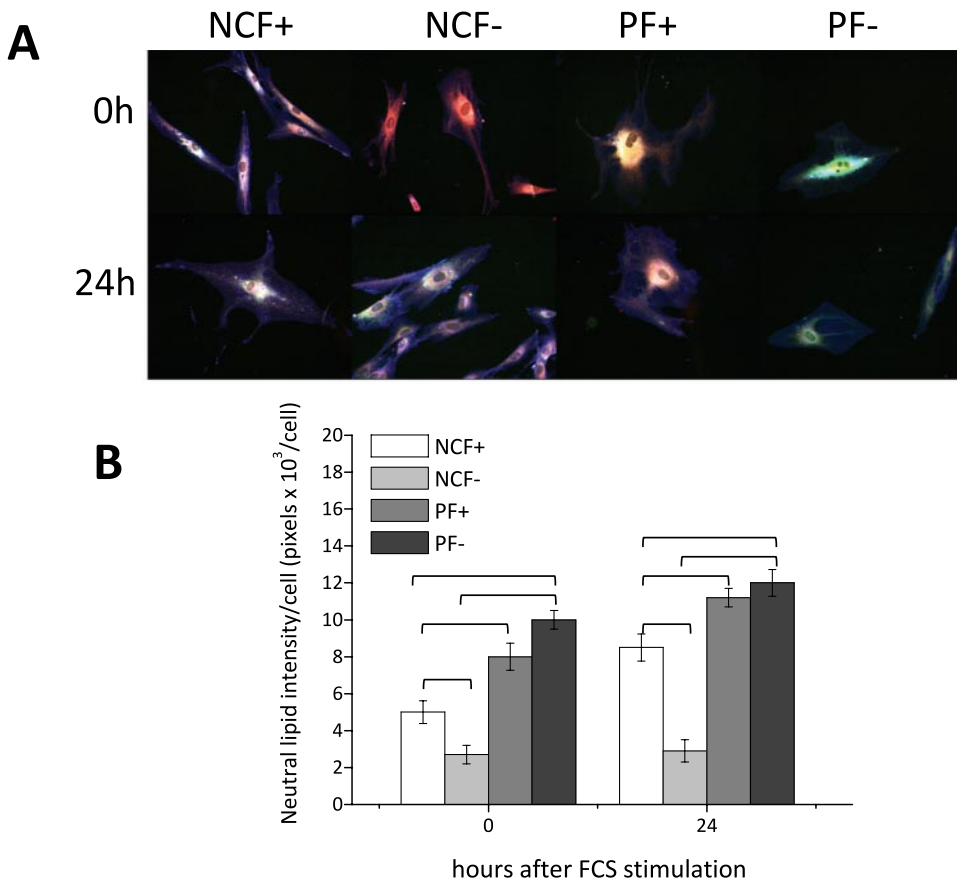 A
NCF+ NCF- PF+ PF-
0h
24h
B
Neutral lipid intensity/cell (pixels x 10³/cell)
20
18
16
14
12
10
8
6
4
2
0
NCF+
NCF-
PF+
PF-
0 24
hours after FCS stimulation